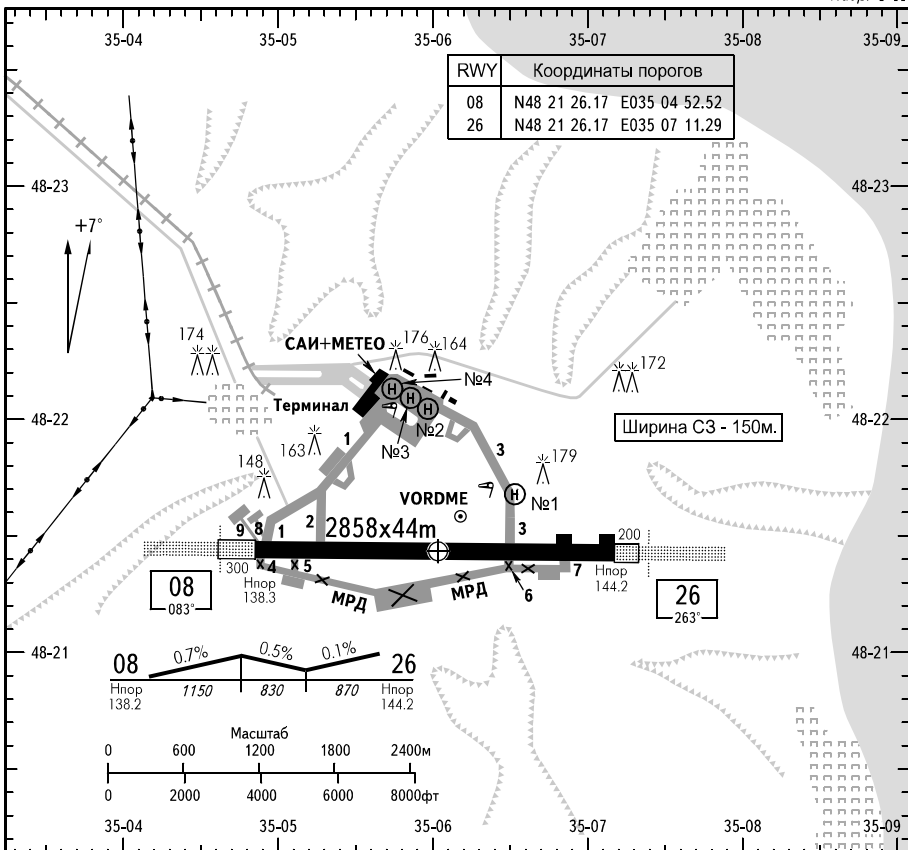 35-04 35-05 35-06 35-07 35-08 35-09
RWY Координаты порогов
08 N48 21 26.17 E035 04 52.52
26 N48 21 26.17 E035 07 11.29
48-23 48-23
+7°
174
САИ+МЕТЕО
176
164
№4
172
Терминал
№2
48-22 48-22
Ширина СЗ - 150м.
163
1
№3
3
148
179
VORDME
№1
9 8 1 2 2858x44m 3
200
300
4 5
7
Нпор
138.3
Нпор
144.2
МРД МРД 6
08
083°
26
263°
48-21 48-21
08 0.7% 0.5% 0.1% 26
Нпор
138.2
1150 830 870
Нпор
144.2
Масштаб
0 600 1200 1800 2400м
0 2000 4000 6000 8000фт
35-04 35-05 35-06 35-07 35-08 35-09